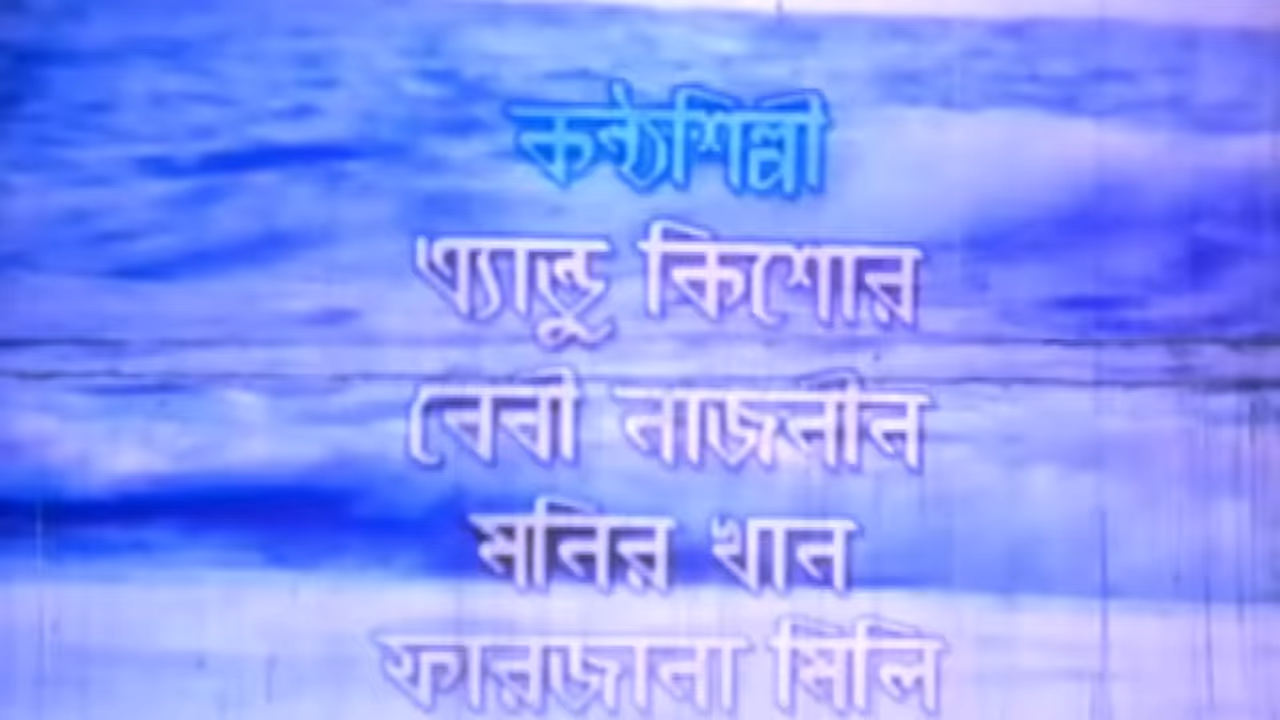 কন্ঠশিল্পী
এ্যান্ড্রু কিশোর
বেবী নাজনীন
মনির খান
ফারজানা মিলি